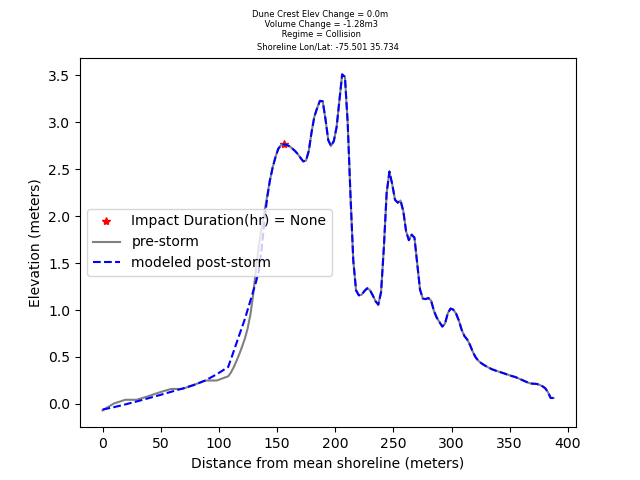 Dune Crest Elev Change = 0.0m
Volume Change = -1.28m3
Regime = Collision
Shoreline Lon/Lat: -75.501 35.734
3.5
3.0
2.5
2.0
1.5
1.0
0.5
0.0
Elevation (meters)
Impact Duration(hr) = None
pre-storm
modeled post-storm
0 50 100 150 200 250 300 350 400
Distance from mean shoreline (meters)